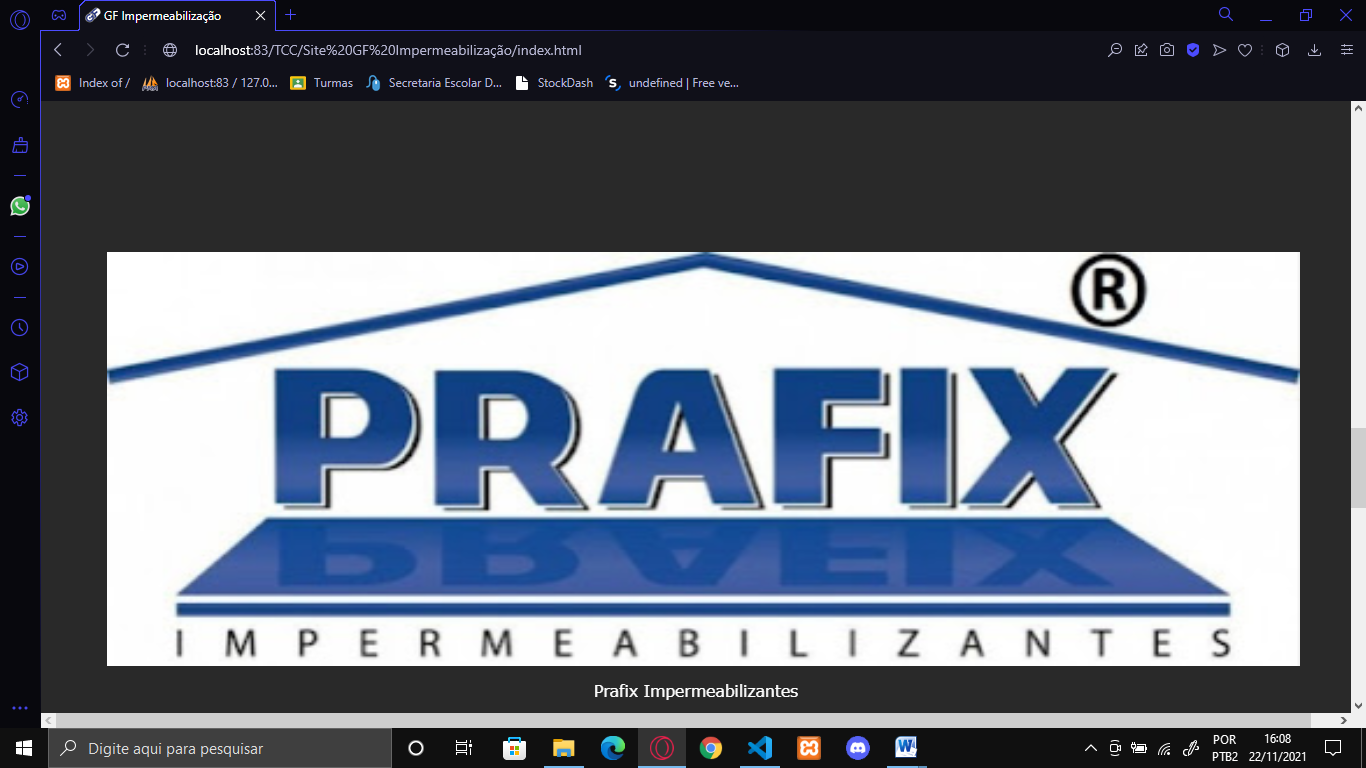 GF Impermeabilização
localhost:83/TCC/Site%20GF%20Impermeabilização/index.html
Index of / localhost:83 / 127.0... Turmas Secretaria Escolar D... StockDash undefined | Free ve...
®
PRAFIX
IMPERMEABILIZANTES
Prafix Impermeabilizantes
Digite aqui para pesquisar
POR 16:08
PTB2 22/11/2021